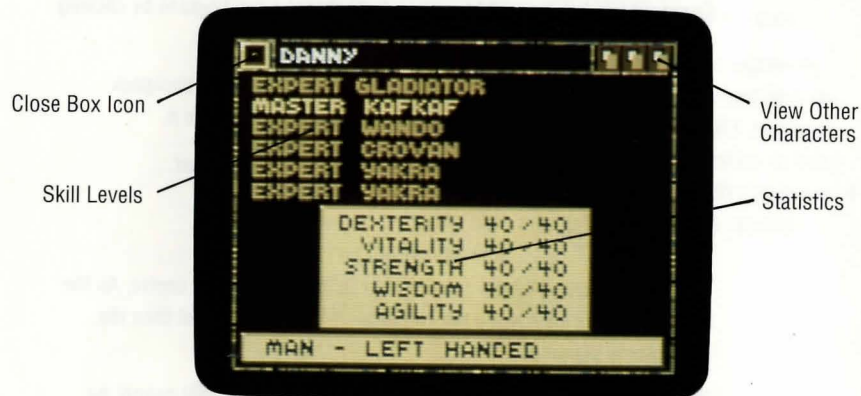 DANNY
EXPERT GLADIATOR
MASTER KAFKAF
EXPERT WANDO
EXPERT CROVAN
EXPERT YAKRA
EXPERT YAKRA
DEXTERITY 40/40
VITALITY 40/40
STRENGTH 40/40
WISDOM 40/40
AGILITY 40/40
MAN - LEFT HANDED
Close Box Icon
Skill Levels
View Other
Characters
Statistics